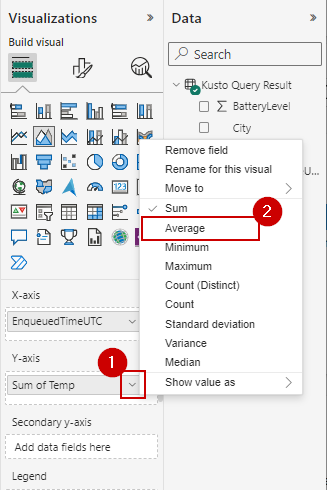 Visualizations
Data
Build visual
Search
Kusto Query Result
BatteryLevel
City
Remove field
Rename for this visual
Move to
Sum
2
Average
Minimum
Maximum
Count (Distinct)
Count
Standard deviation
Variance
Median
Show value as
123
X-axis
EnqueuedTimeUTC
Y-axis
1
Sum of Temp
Secondary y-axis
Add data fields here
Legend